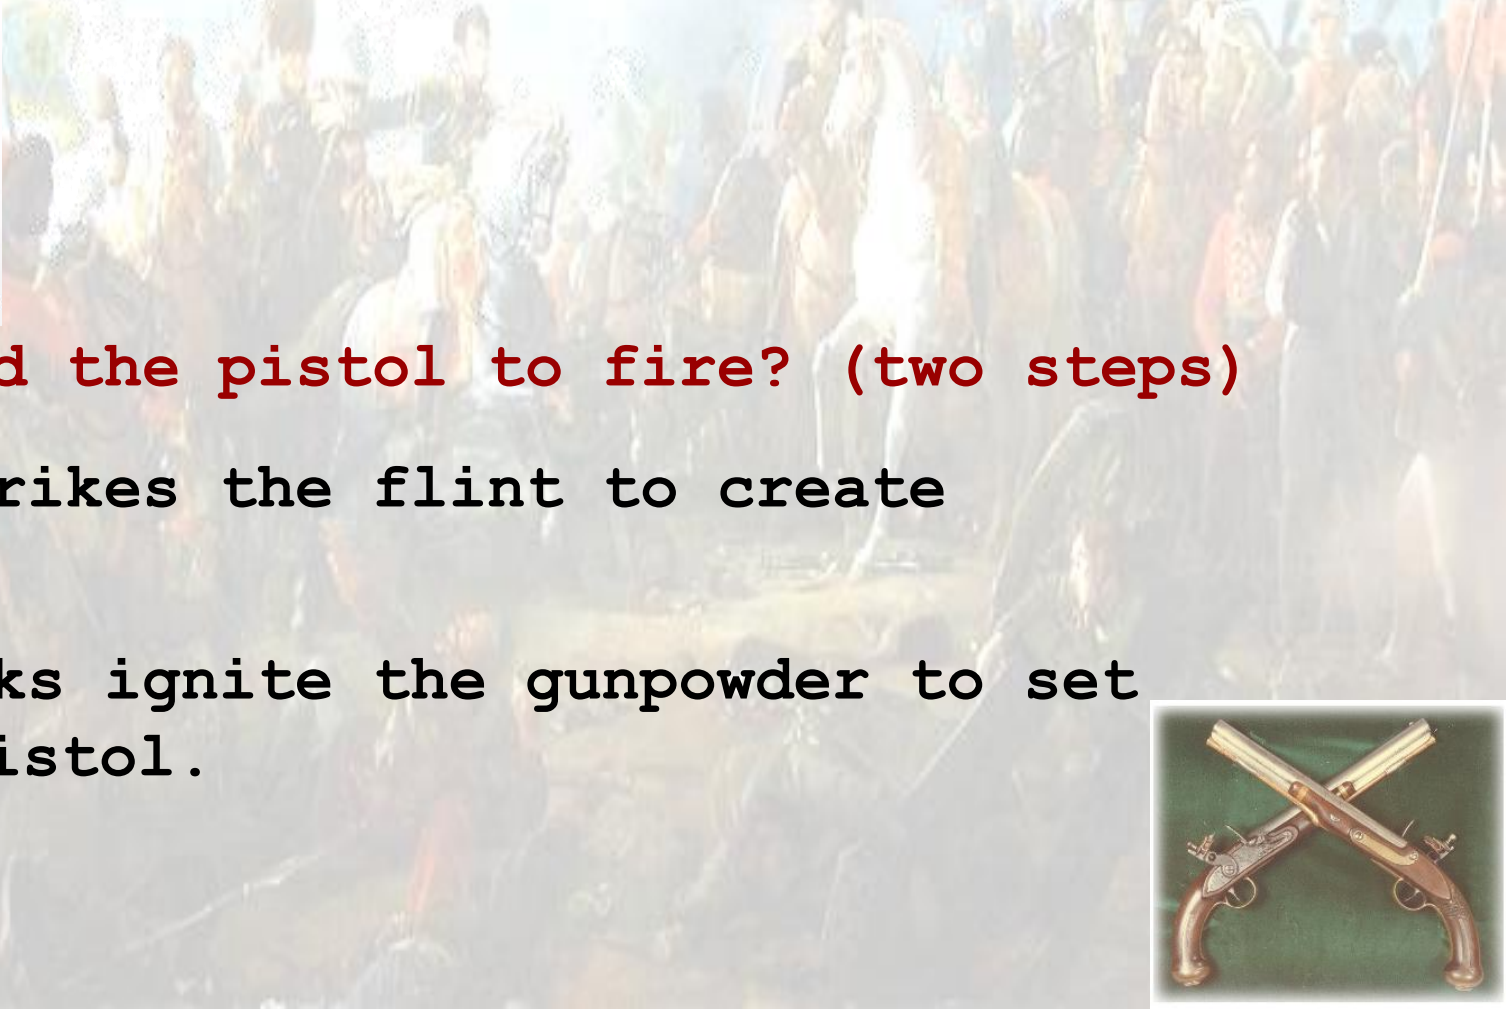 d the pistol to fire? (two steps)
rikes the flint to create
ks ignite the gunpowder to set
istol.